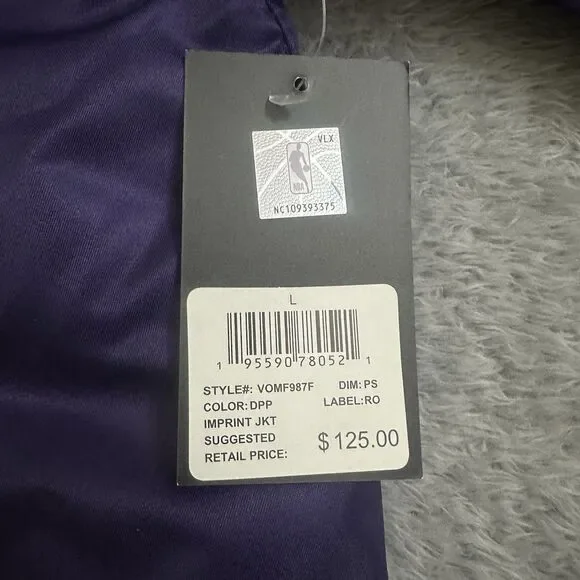 VLX
NBA
NC109393375
L
1 95590 78052 1
STYLE#: VOMF987F DIM:PS
COLOR:DPP LABEL:RO
IMPRINT JKT
SUGGESTED
RETAIL PRICE: $125.00